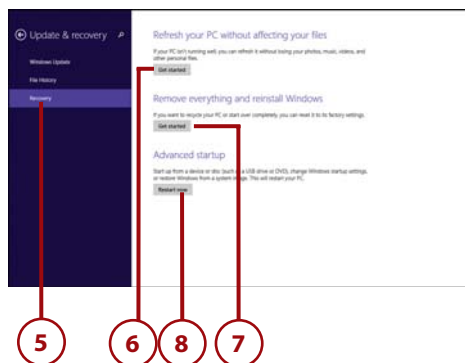 Update & recovery
Windows Update
File History
Recovery
Refresh your PC without affecting your files
If your PC isn't running well, you can refresh it without losing your photos, music, videos, and
other personal files.
Get started
Remove everything and reinstall Windows
If you want to recycle your PC or start over completely, you can reset it to its factory settings.
Get started
Advanced startup
Start up from a device or disc (such as a USB drive or DVD), change Windows startup settings,
or restore Windows from a system image. This will restart your PC.
Restart now
5
6
8
7